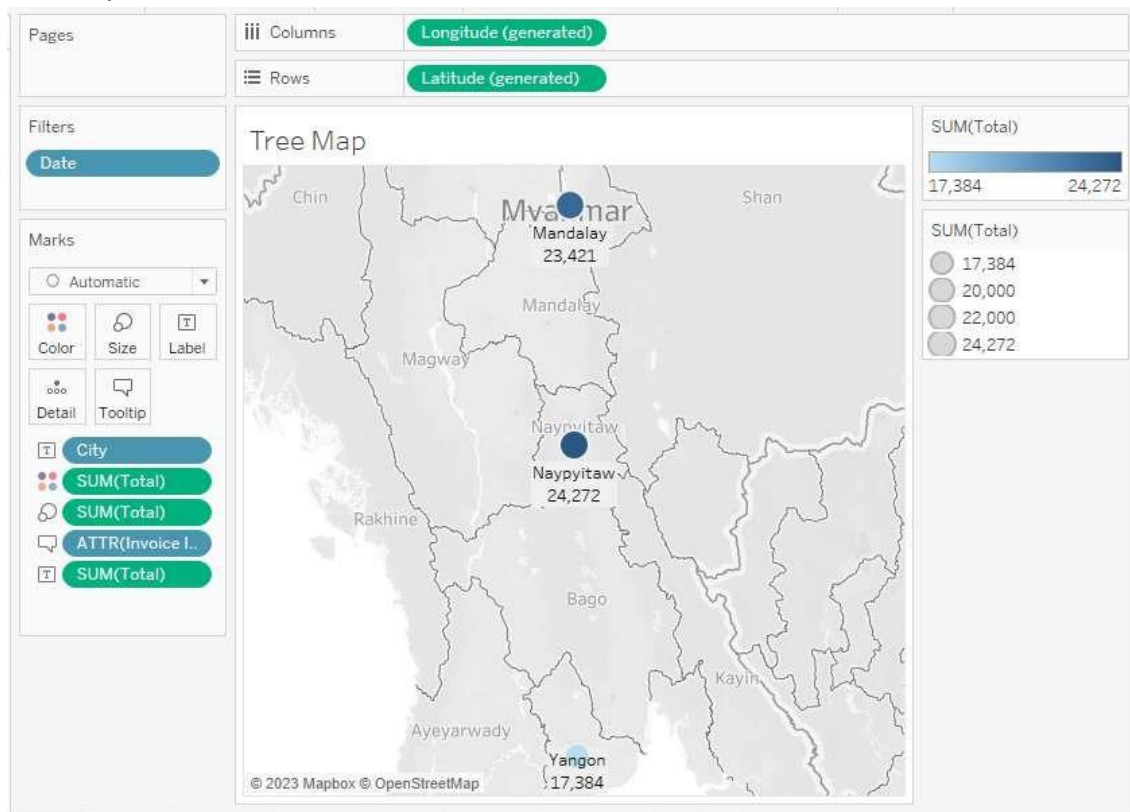 Pages
Columns
Longitude (generated)
Rows
Latitude (generated)
Filters
Date
Marks
Automatic
Color
Size
Label
Detail
Tooltip
City
SUM(Total)
SUM(Total)
ATTR(Invoice I..
SUM(Total)
Tree Map
Chin
Shan
Mandalay
23,421
Mandalay
Magway
Naypyitaw
Naypyitaw
24,272
Rakhine
Bago
Kayin
Ayeyarwady
Yangon
17,384
© 2023 Mapbox © OpenStreetMap
SUM(Total)
17,384 24,272
SUM(Total)
17,384
20,000
22,000
24,272